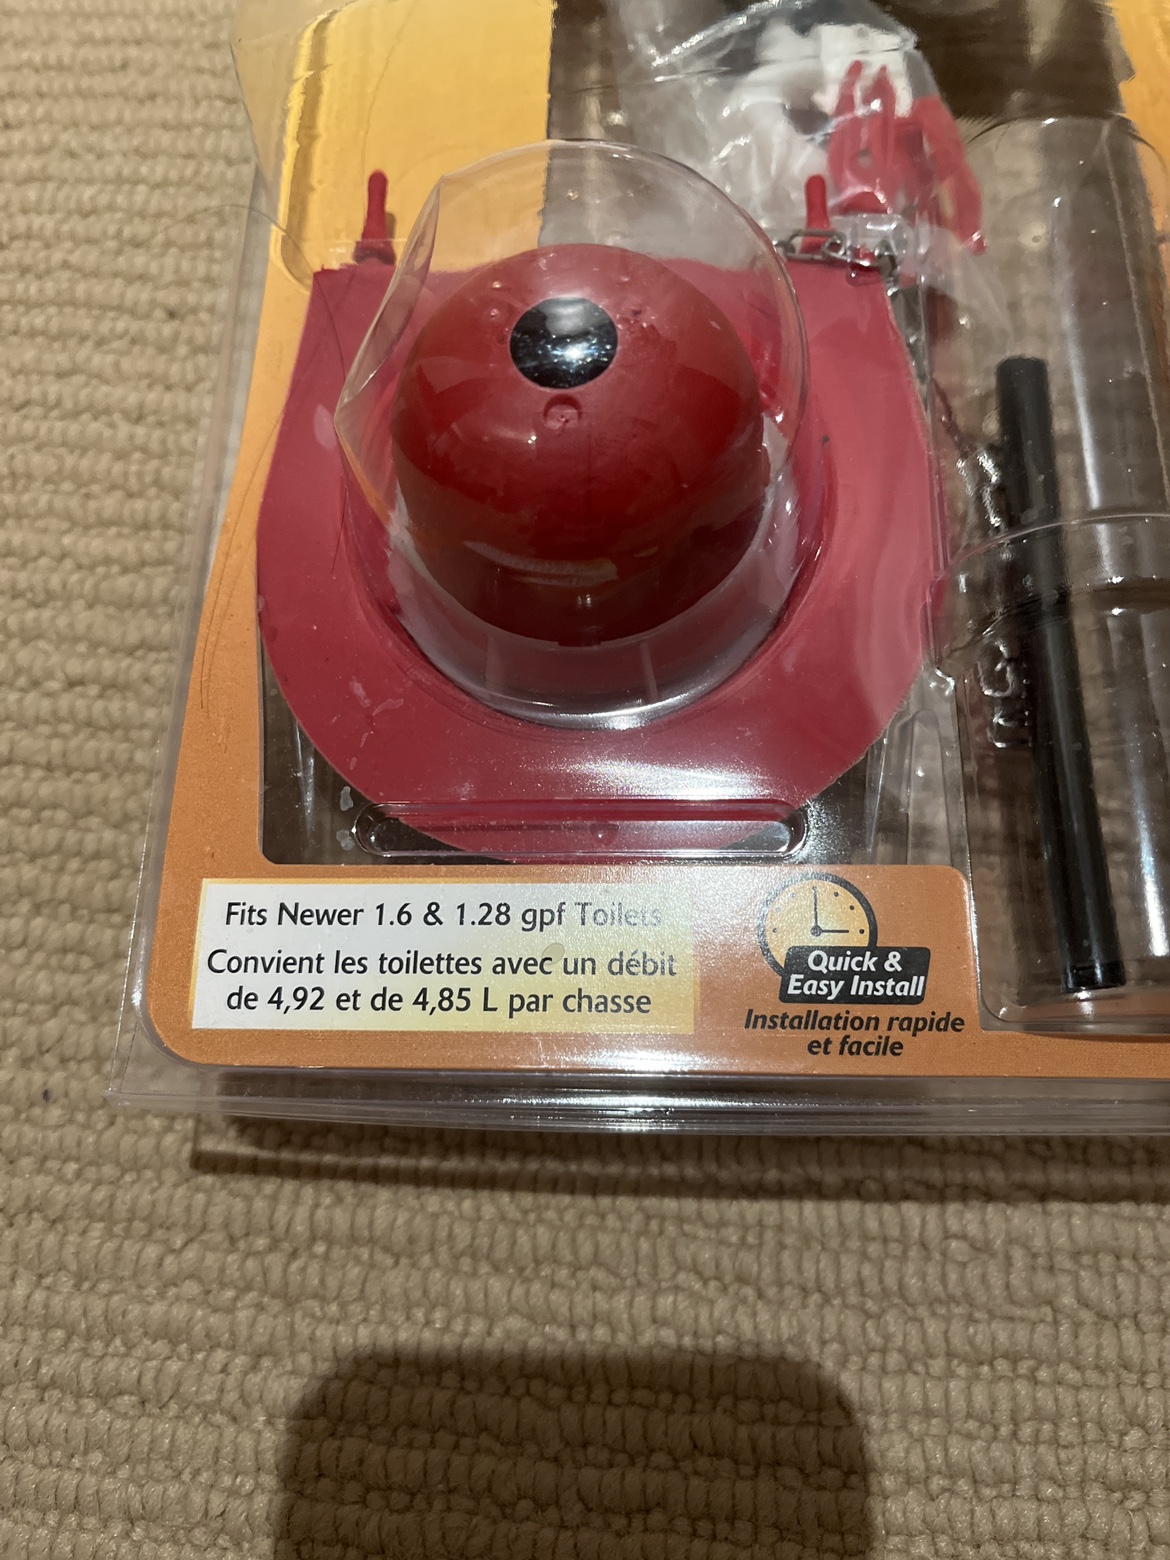 Fits Newer 1.6 & 1.28 gpf Toilets
Convient les toilettes avec un débit
de 4,92 et de 4,85 L par chasse
Quick &
Easy Install
Installation rapide
et facile